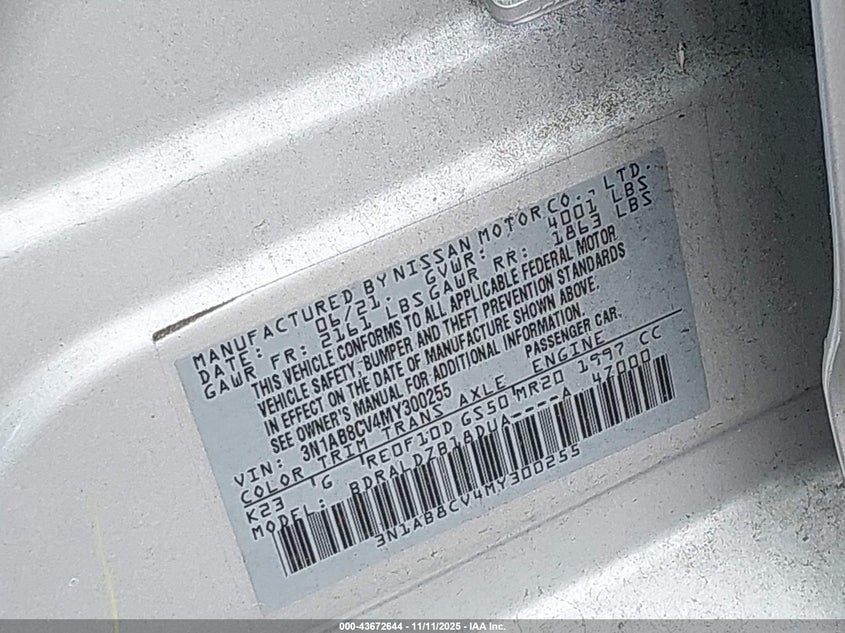 MANUFACTURED BY NISSAN MOTOR CO., LTD.
DATE: 06/21. GVWR: 4001 LBS
GAWR FR: 2161 LBS GAWR RR: 1863 LBS
THIS VEHICLE CONFORMS TO ALL APPLICABLE FEDERAL MOTOR
VEHICLE SAFETY, BUMPER AND THEFT PREVENTION STANDARDS
IN EFFECT ON THE DATE OF MANUFACTURE SHOWN ABOVE.
SEE OWNER'S MANUAL FOR ADDITIONAL INFORMATION.
VIN: 3N1AB8CV4MY300255 PASSENGER CAR.
COLOR TRIM TRANS AXLE ENGINE
K23 G RE0F10D GS50 MR20 1997 CC
MODEL: BDRALDZB18DUA----A 47000
3N1AB8CV4MY300255
000-43672644 - 11/11/2025 - IAA Inc.